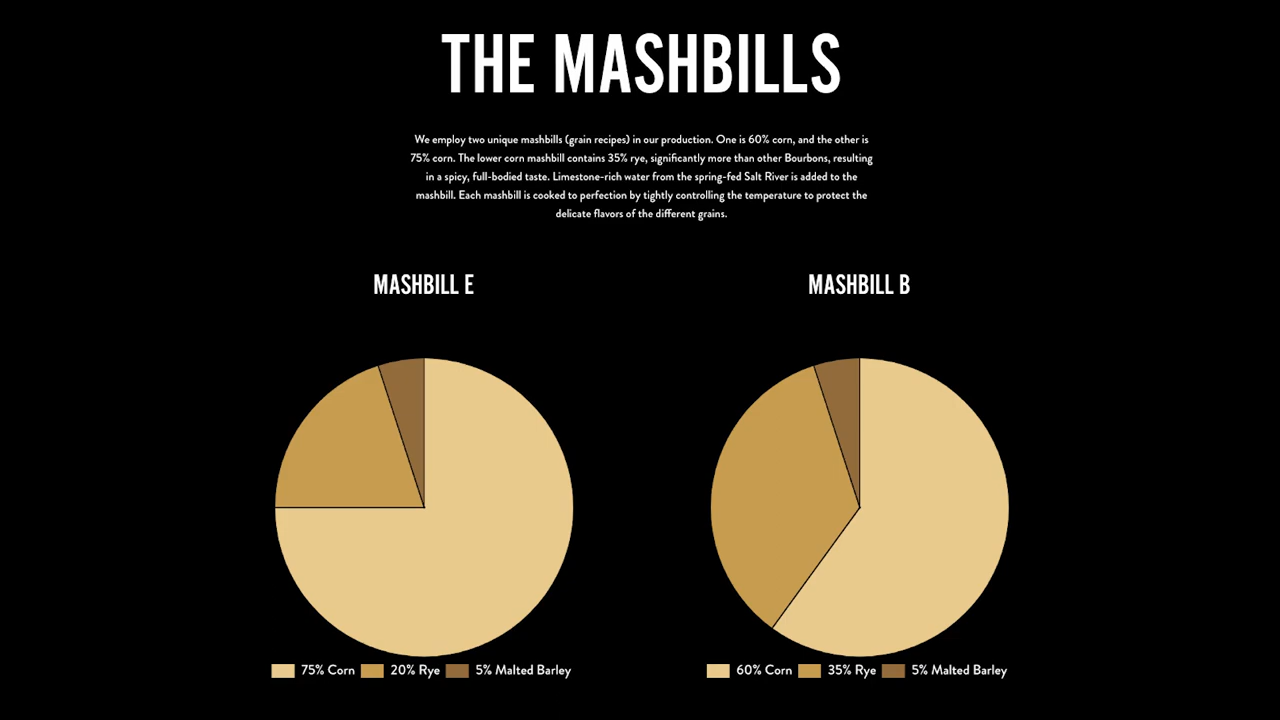 THE MASHBILLS
We employ two unique mashbills (grain recipes) in our production. One is 60% corn, and the other is
75% corn. The lower corn mashbill contains 35% rye, significantly more than other Bourbons, resulting
in a spicy, full-bodied taste. Limestone-rich water from the spring-fed Salt River is added to the
mashbill. Each mashbill is cooked to perfection by tightly controlling the temperature to protect the
delicate flavors of the different grains.
MASHBILL E
75% Corn 20% Rye 5% Malted Barley
MASHBILL B
60% Corn 35% Rye 5% Malted Barley